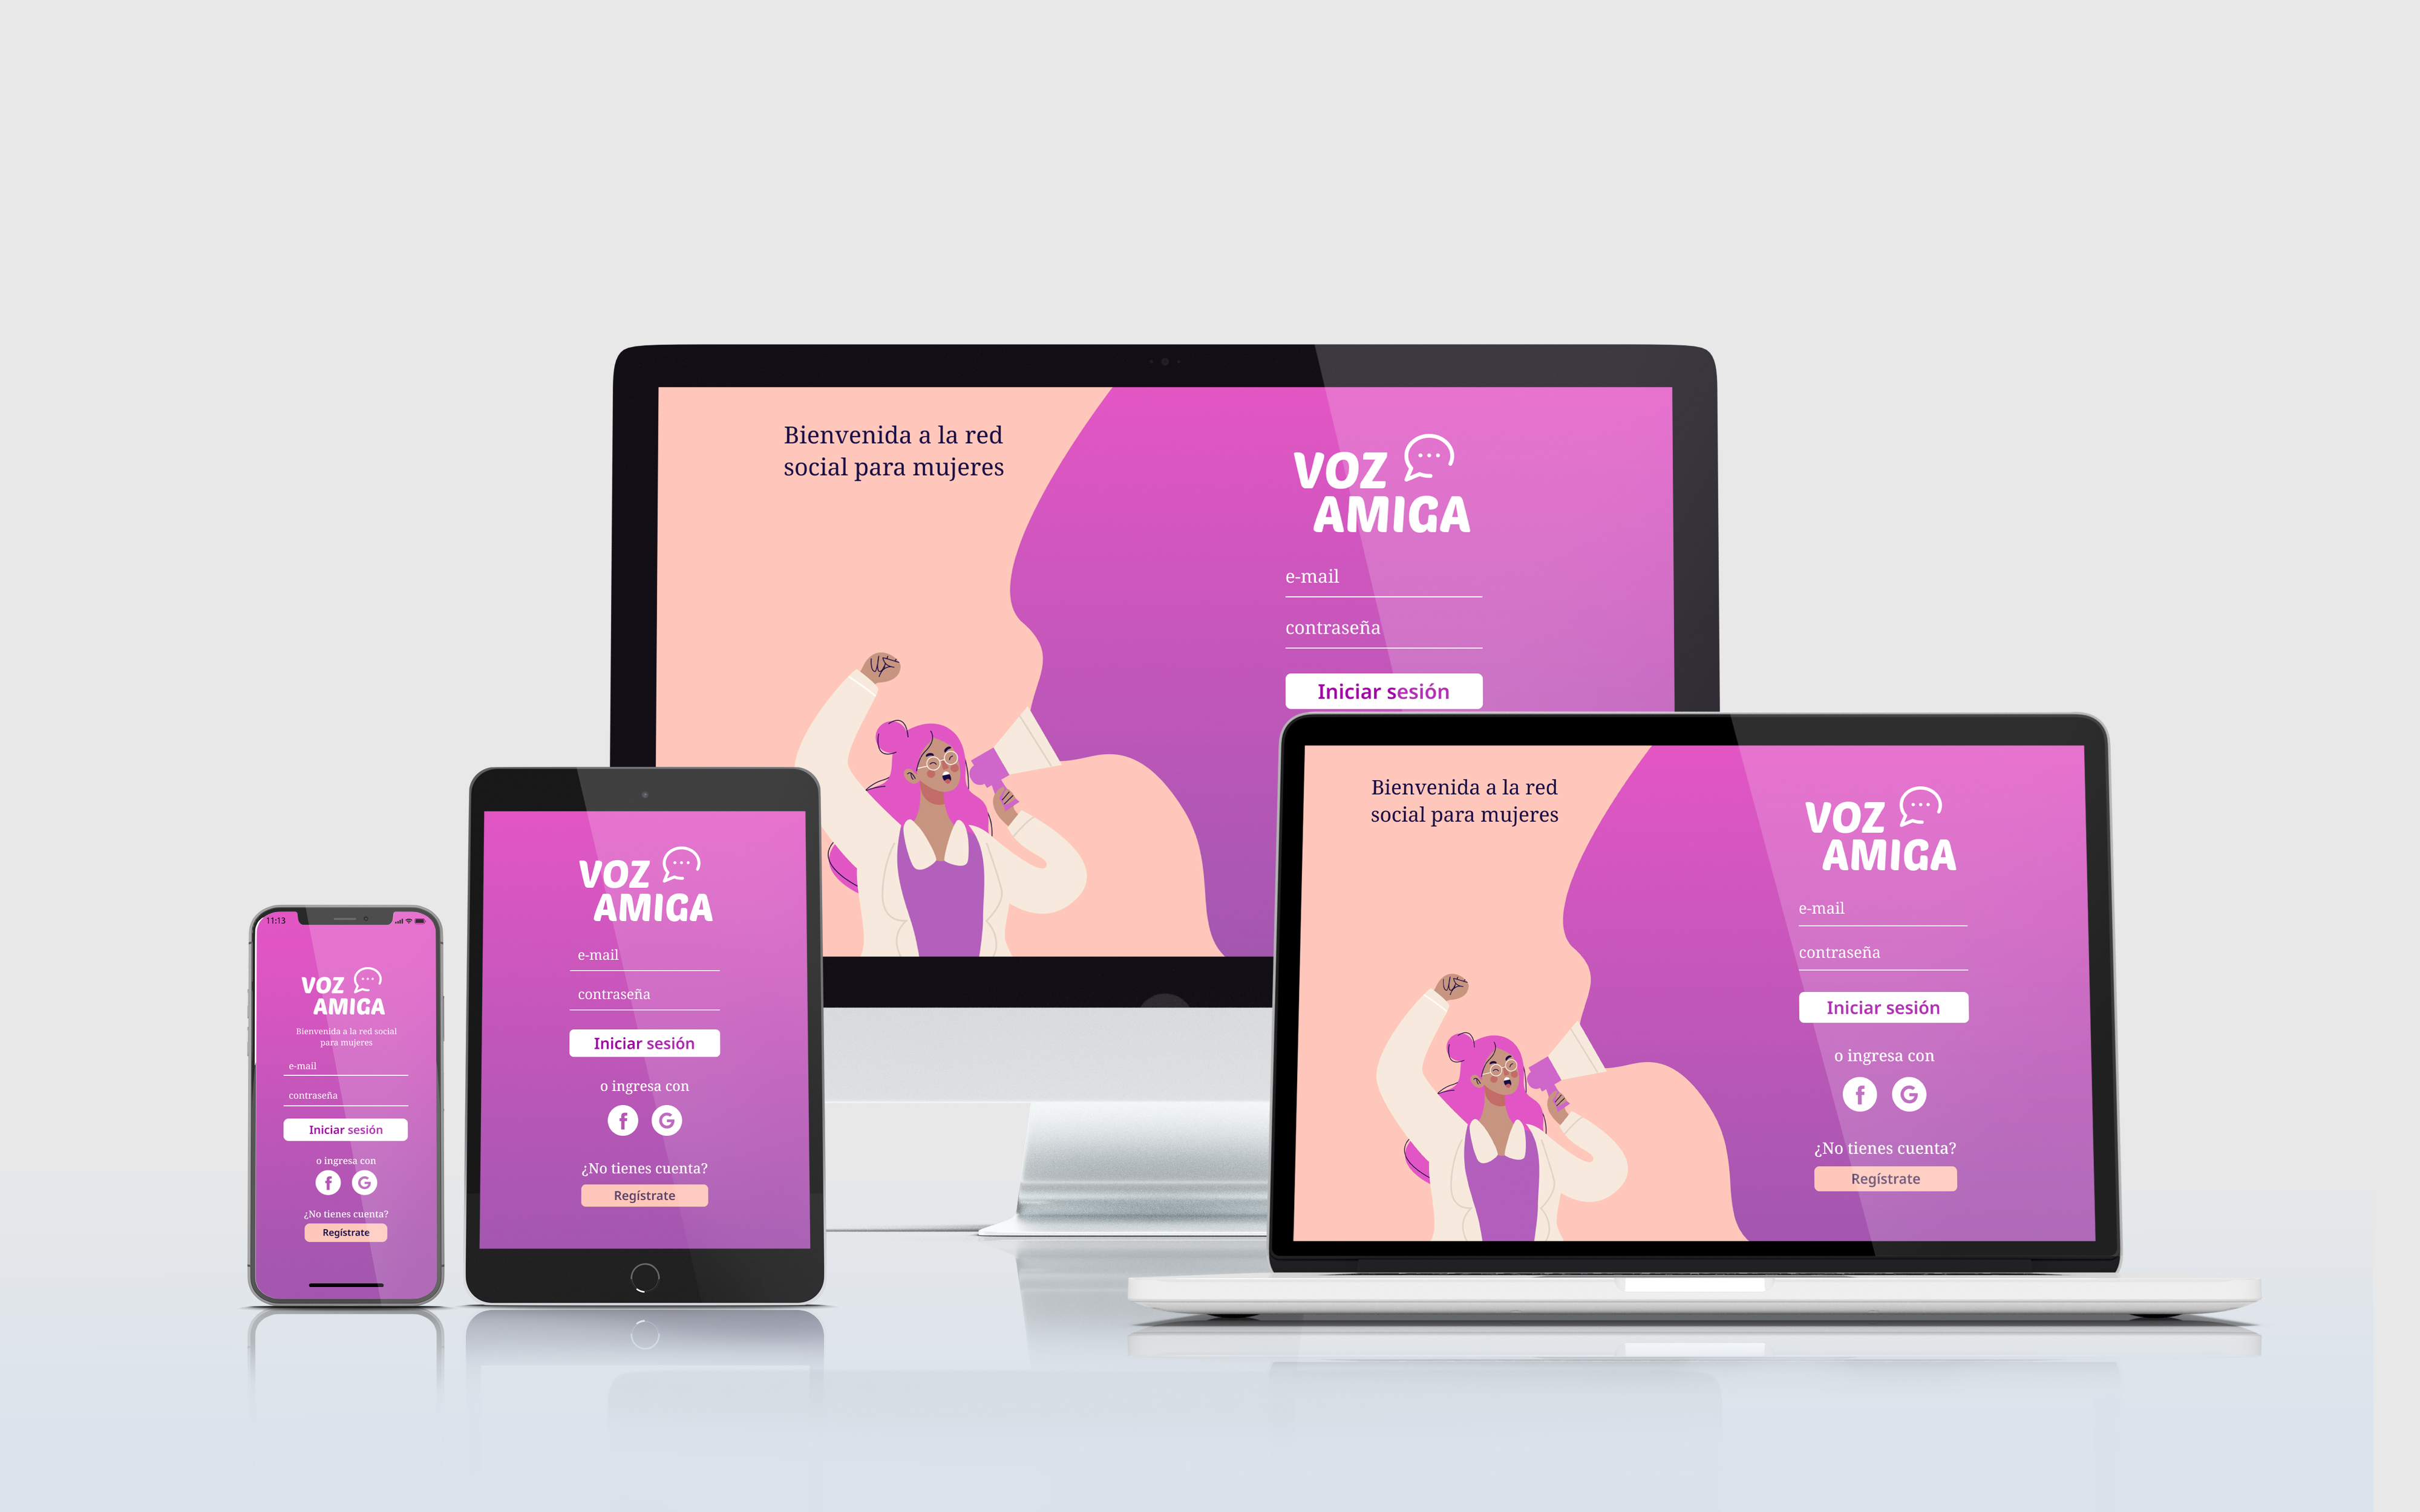 Bienvenida a la red
social para mujeres
VOZ
AMIGA
e-mail
contraseña
Iniciar sesión
VOZ
AMIGA
e-mail
contraseña
Iniciar sesión
o ingresa con
f G
¿No tienes cuenta?
Regístrate
11:13
VOZ
AMIGA
Bienvenida a la red social
para mujeres
e-mail
contraseña
Iniciar sesión
o ingresa con
f G
¿No tienes cuenta?
Regístrate
Bienvenida a la red
social para mujeres
VOZ
AMIGA
e-mail
contraseña
Iniciar sesión
o ingresa con
f G
¿No tienes cuenta?
Regístrate